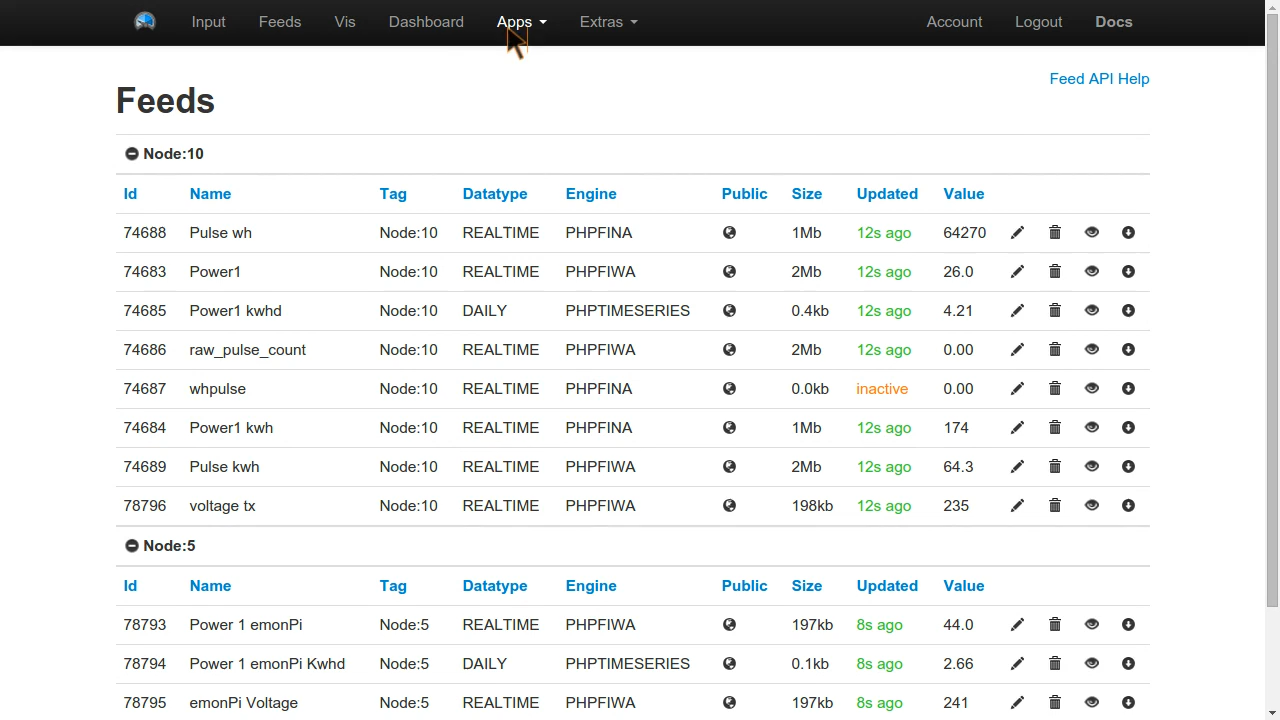 Input Feeds Vis Dashboard Apps Extras Account Logout Docs
Feed API Help
Feeds
Node:10
Id Name Tag Datatype Engine Public Size Updated Value
74688 Pulse wh Node:10 REALTIME PHPFINA 1Mb 12s ago 64270
74683 Power1 Node:10 REALTIME PHPFIWA 2Mb 12s ago 26.0
74685 Power1 kwhd Node:10 DAILY PHPTIMESERIES 0.4kb 12s ago 4.21
74686 raw_pulse_count Node:10 REALTIME PHPFIWA 2Mb 12s ago 0.00
74687 whpulse Node:10 REALTIME PHPFINA 0.0kb inactive 0.00
74684 Power1 kwh Node:10 REALTIME PHPFINA 1Mb 12s ago 174
74689 Pulse kwh Node:10 REALTIME PHPFIWA 2Mb 12s ago 64.3
78796 voltage tx Node:10 REALTIME PHPFIWA 198kb 12s ago 235
Node:5
Id Name Tag Datatype Engine Public Size Updated Value
78793 Power 1 emonPi Node:5 REALTIME PHPFIWA 197kb 8s ago 44.0
78794 Power 1 emonPi Kwhd Node:5 DAILY PHPTIMESERIES 0.1kb 8s ago 2.66
78795 emonPi Voltage Node:5 REALTIME PHPFIWA 197kb 8s ago 241